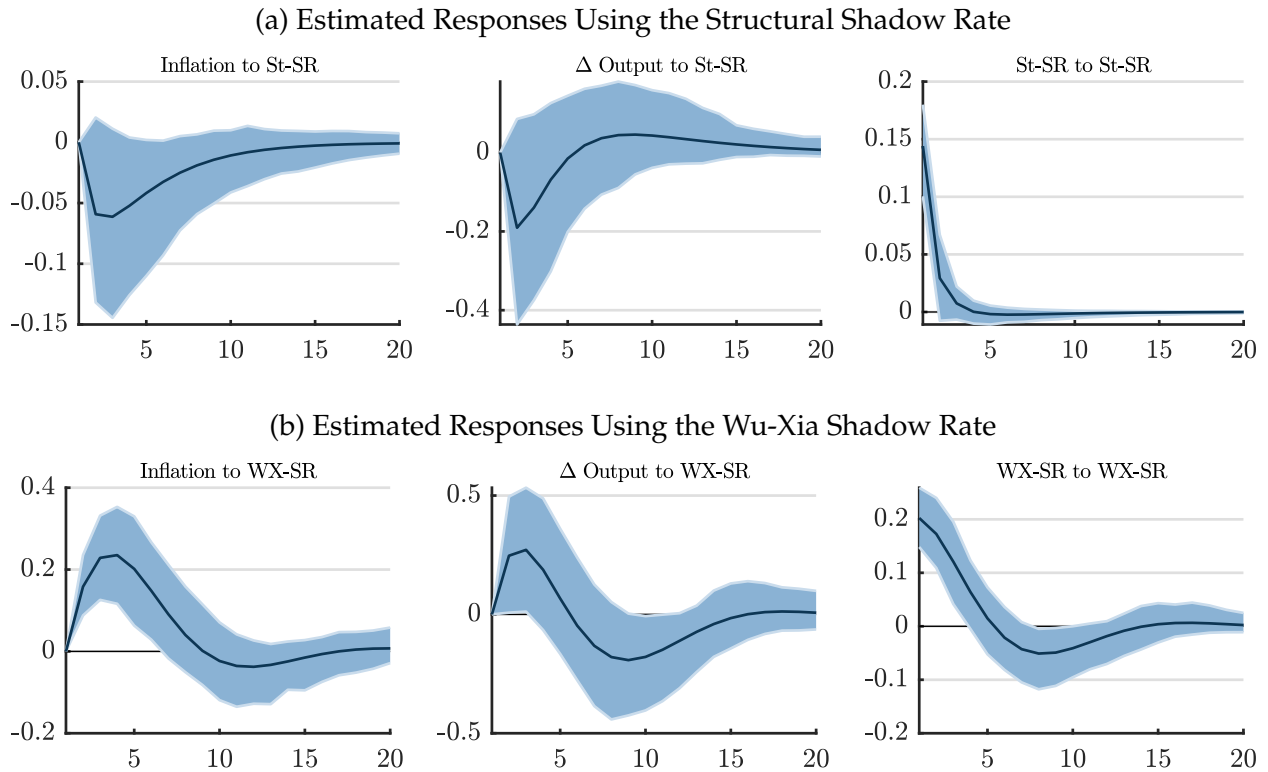 (a) Estimated Responses Using the Structural Shadow Rate
Inflation to St-SR
0.05
0
-0.05
-0.1
-0.15
5 10 15 20
Δ Output to St-SR
0
-0.2
-0.4
5 10 15 20
St-SR to St-SR
0.2
0.15
0.1
0.05
0
5 10 15 20
(b) Estimated Responses Using the Wu-Xia Shadow Rate
Inflation to WX-SR
0.4
0.2
0
-0.2
5 10 15 20
Δ Output to WX-SR
0.5
0
-0.5
5 10 15 20
WX-SR to WX-SR
0.2
0.1
0
-0.1
-0.2
5 10 15 20